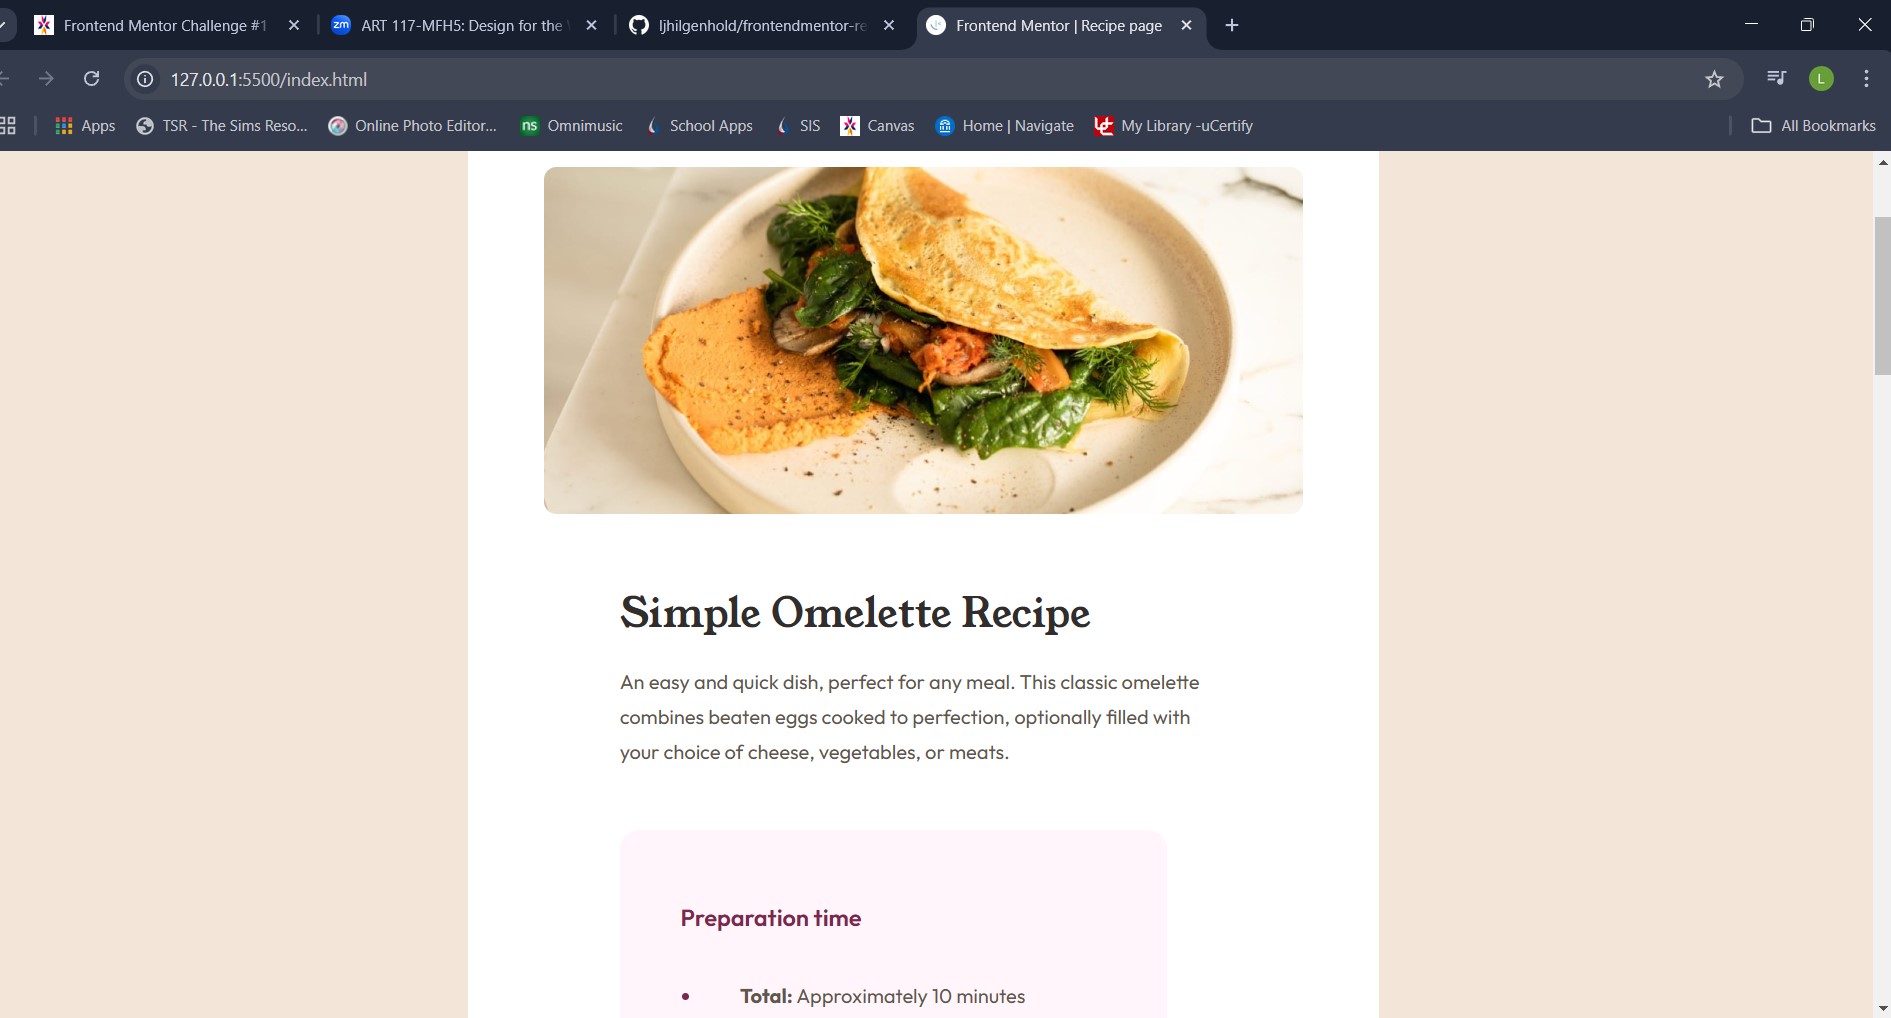 Frontend Mentor Challenge #1
zm ART 117-MFH5: Design for the
ljhilgenhold/frontendmentor-re
Frontend Mentor | Recipe page
127.0.0.1:5500/index.html
L
Apps
TSR - The Sims Reso...
Online Photo Editor...
ns Omnimusic
School Apps
SIS
Canvas
Home | Navigate
My Library -uCertify
All Bookmarks
Simple Omelette Recipe
An easy and quick dish, perfect for any meal. This classic omelette
combines beaten eggs cooked to perfection, optionally filled with
your choice of cheese, vegetables, or meats.
Preparation time
• Total: Approximately 10 minutes